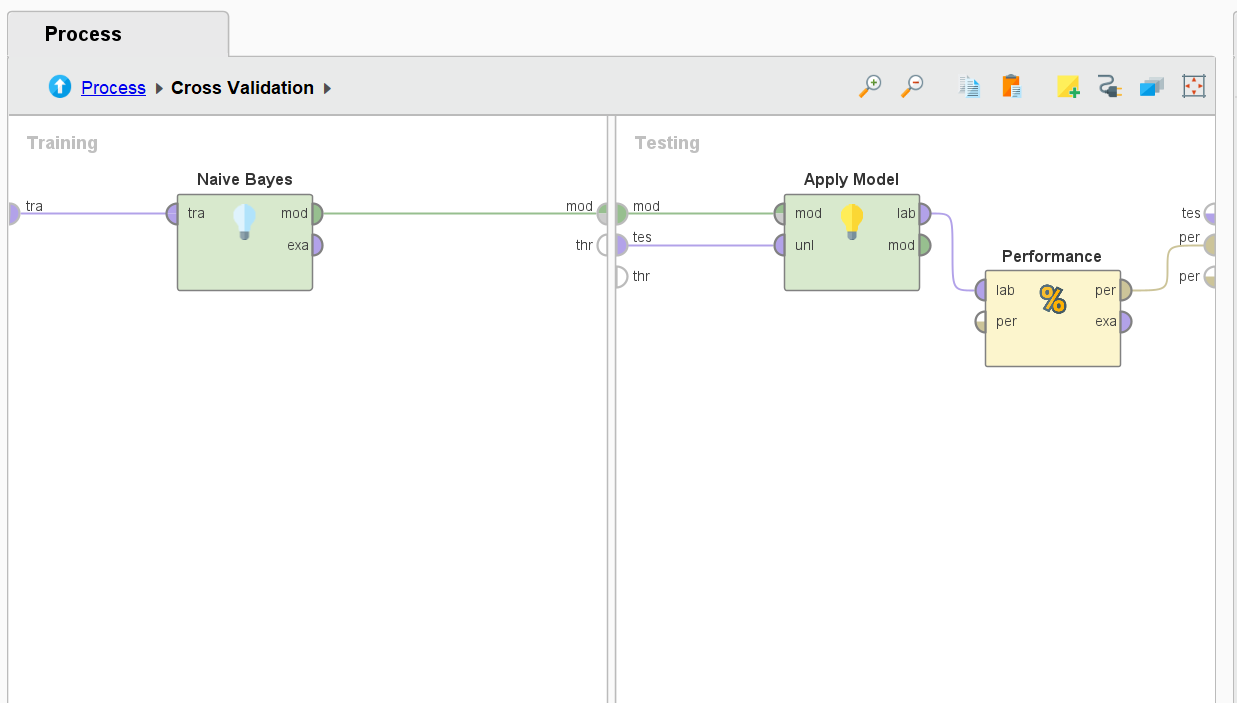 Process
Process Cross Validation
Training
Naive Bayes
tra
tra
mod
exa
mod
thr
Testing
mod
tes
thr
Apply Model
mod
lab
unl
mod
Performance
lab
per
per
exa
%
tes
per
per